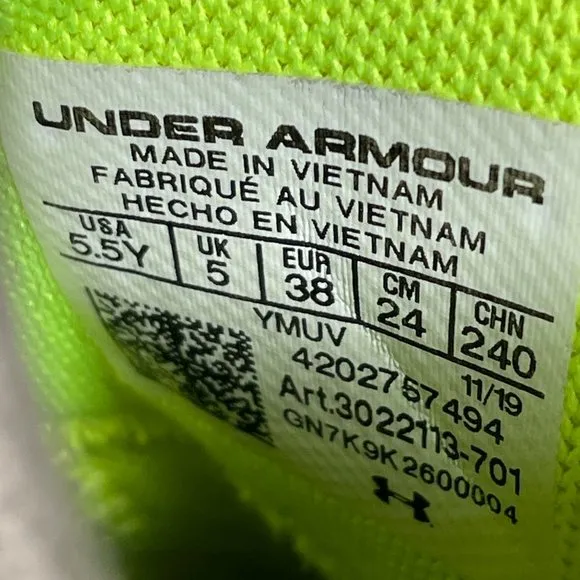 UNDER ARMOUR
MADE IN VIETNAM
FABRIQUÉ AU VIETNAM
HECHO EN VIETNAM
USA UK EUR CM CHN
5.5Y 5 38 24 240
YMUV 11/19
4202757494
Art.3022113-701
GN7K9K2600004